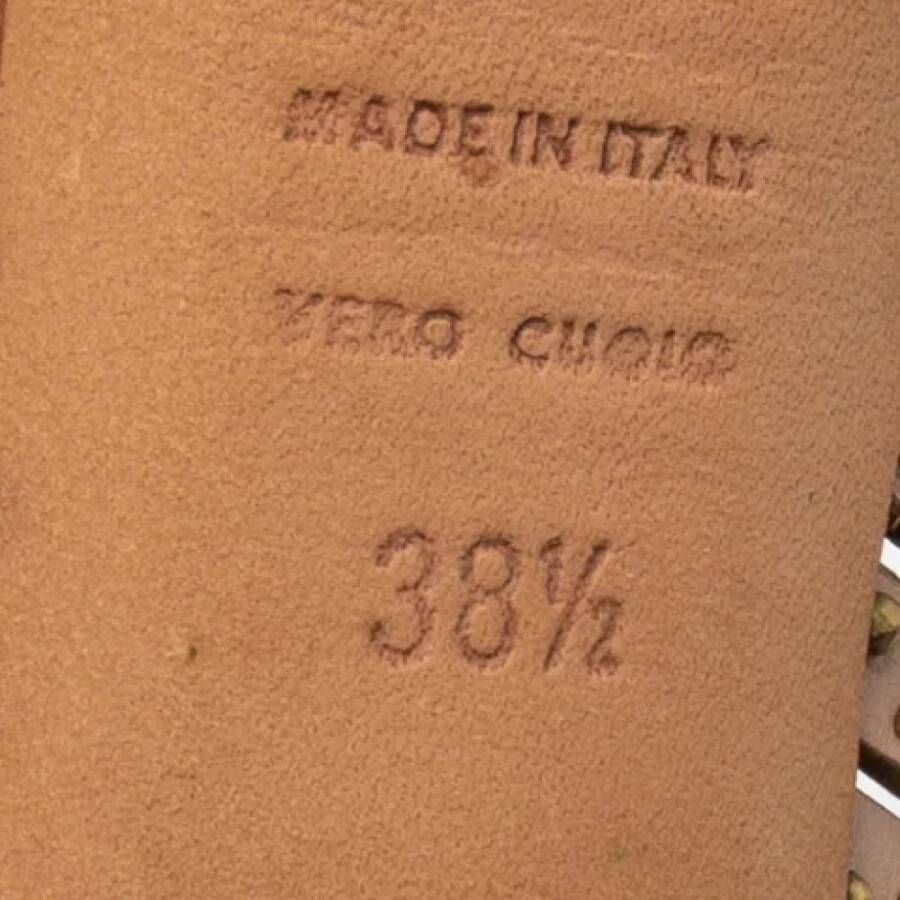 MADE IN ITALY
VERO CUOIO
38½